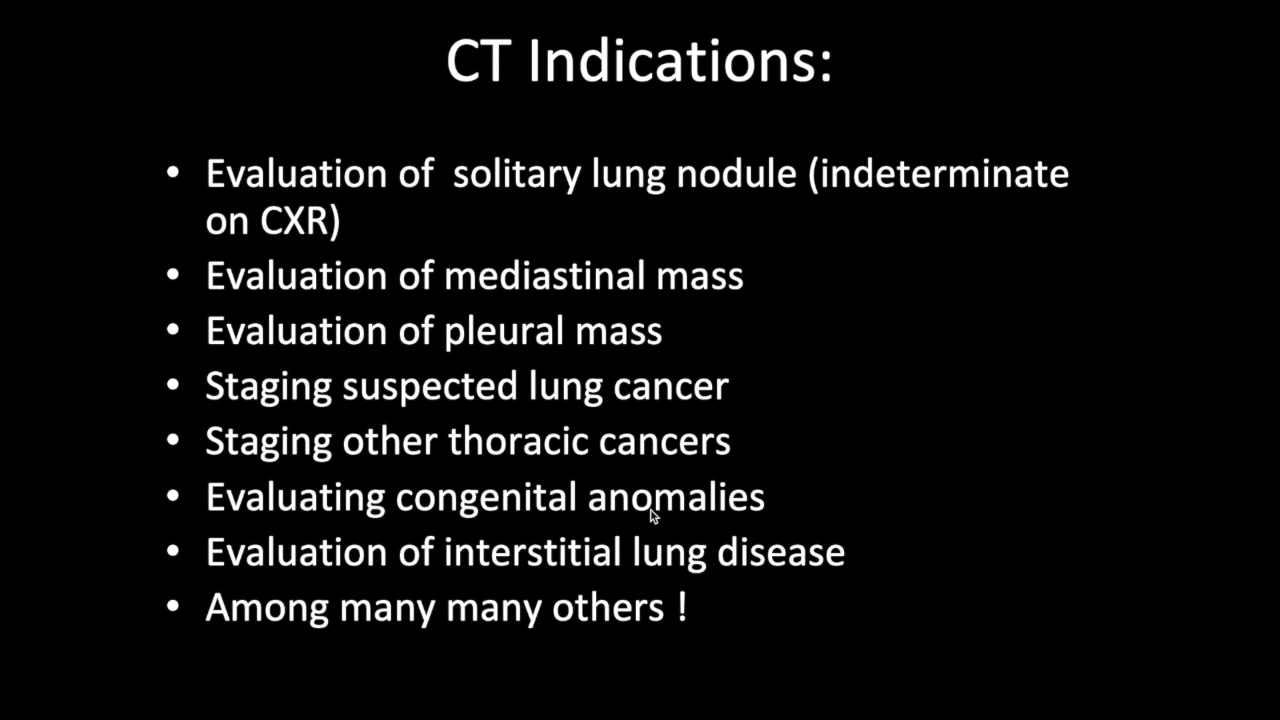 CT Indications:
• Evaluation of  solitary lung nodule (indeterminate
on CXR)
• Evaluation of mediastinal mass
• Evaluation of pleural mass
• Staging suspected lung cancer
• Staging other thoracic cancers
• Evaluating congenital anomalies
• Evaluation of interstitial lung disease
• Among many many others !